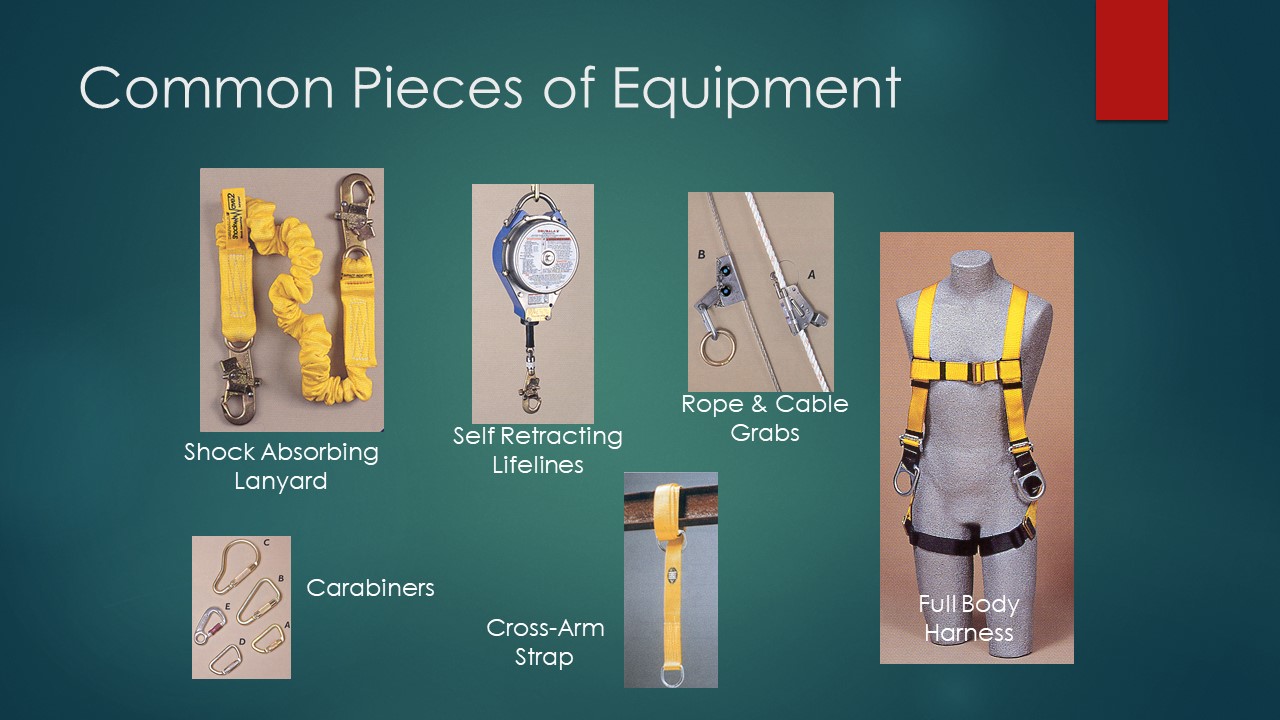 Common Pieces of Equipment
Shock Absorbing
Lanyard
Self Retracting
Lifelines
B
A
Rope & Cable
Grabs
C
B
E
A
D
Carabiners
Cross-Arm
Strap
Full Body
Harness